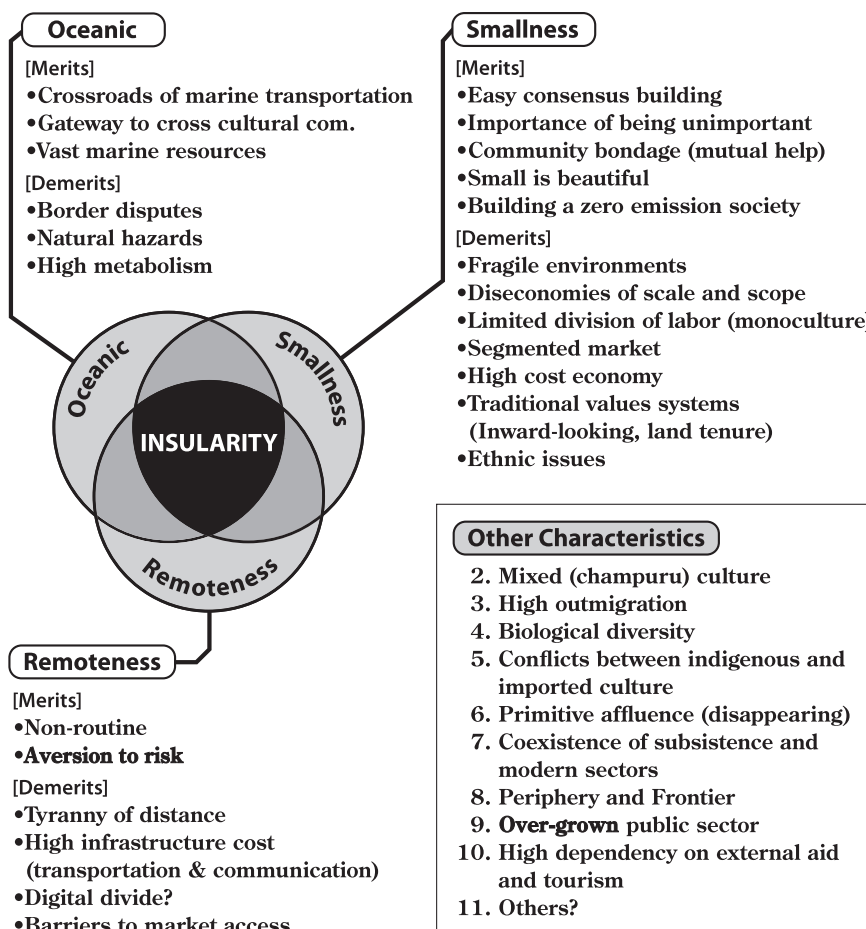 Oceanic
[Merits]
•Crossroads of marine transportation
•Gateway to cross cultural com.
•Vast marine resources
[Demerits]
•Border disputes
•Natural hazards
•High metabolism
Smallness
[Merits]
•Easy consensus building
•Importance of being unimportant
•Community bondage (mutual help)
•Small is beautiful
•Building a zero emission society
[Demerits]
•Fragile environments
•Diseconomies of scale and scope
•Limited division of labor (monoculture)
•Segmented market
•High cost economy
•Traditional values systems
(Inward-looking, land tenure)
•Ethnic issues
Oceanic
Smallness
INSULARITY
Remoteness
Remoteness
[Merits]
•Non-routine
•Aversion to risk
[Demerits]
•Tyranny of distance
•High infrastructure cost
(transportation & communication)
•Digital divide?
•Barriers to market access
Other Characteristics
2. Mixed (champuru) culture
3. High outmigration
4. Biological diversity
5. Conflicts between indigenous and
imported culture
6. Primitive affluence (disappearing)
7. Coexistence of subsistence and
modern sectors
8. Periphery and Frontier
9. Over-grown public sector
10. High dependency on external aid
and tourism
11. Others?